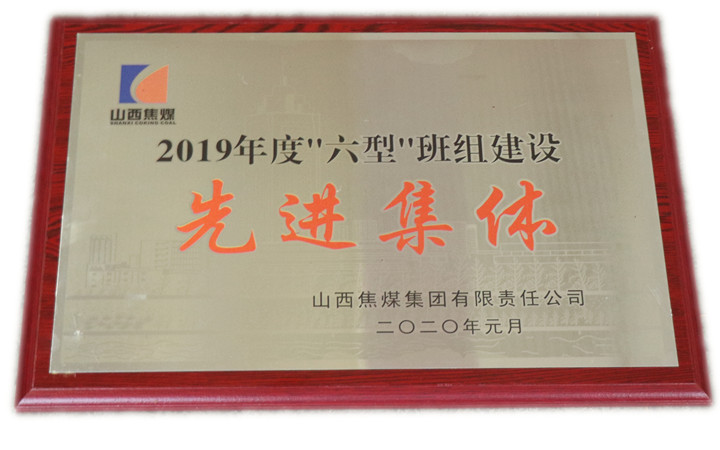 山西焦煤
SHANXI COKING COAL
2019年度"六型"班组建设
先进集体
山西焦煤集团有限责任公司
二〇二〇年元月